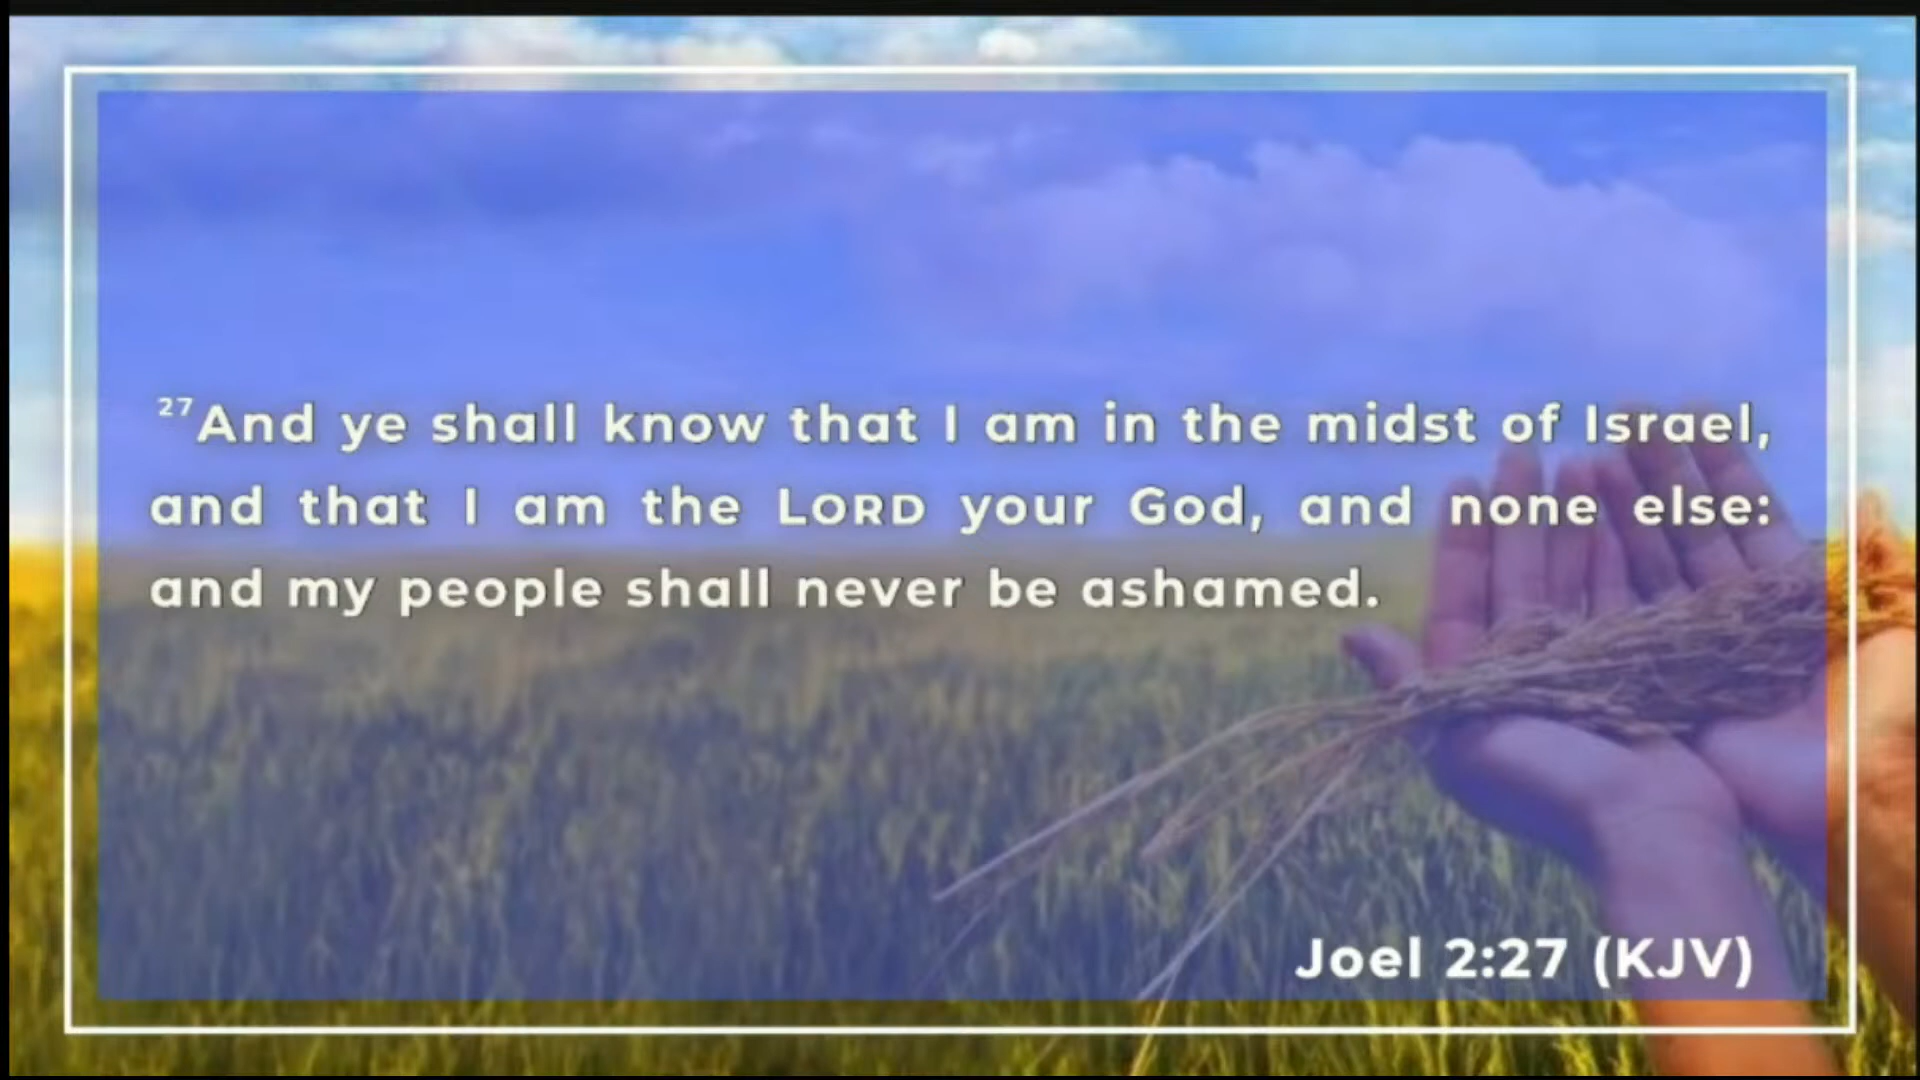 ²⁷And ye shall know that I am in the midst of Israel,
and that I am the LORD your God, and none else:
and my people shall never be ashamed.
Joel 2:27 (KJV)